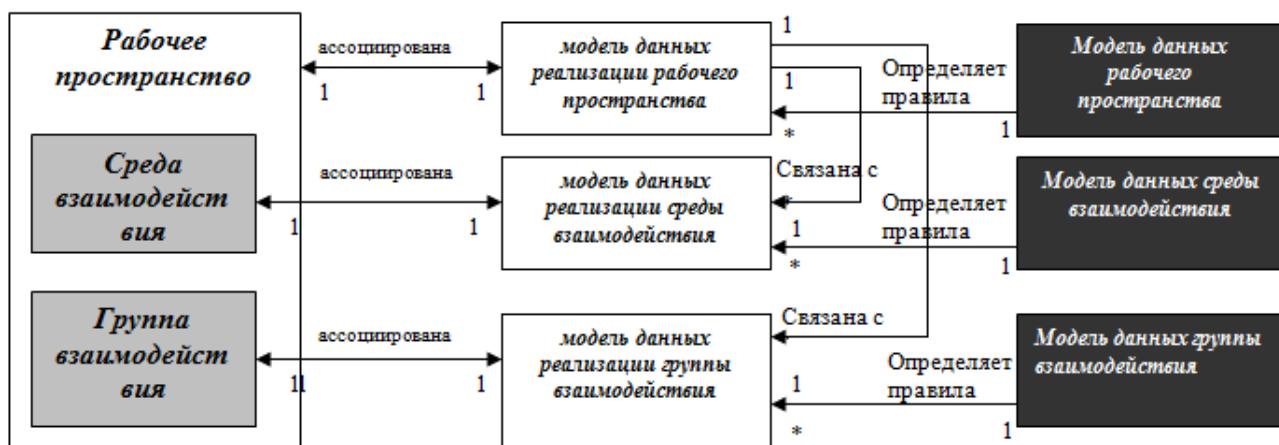 Рабочее
пространство
ассоциирована
1
1
модель данных
реализации рабочего
пространства
1
1
Определяет
правила
*
1
Модель данных
рабочего
пространства
Среда
взаимодейст
вия
ассоциирована
1
1
модель данных
реализации среды
взаимодействия
Связана с
*
1
*
Определяет
правила
1
Модель данных среды
взаимодействия
Группа
взаимодейст
вия
ассоциирована
11
1
модель данных
реализации группы
взаимодействия
Связана с
1
*
Определяет
правила
1
Модель данных группы
взаимодействия